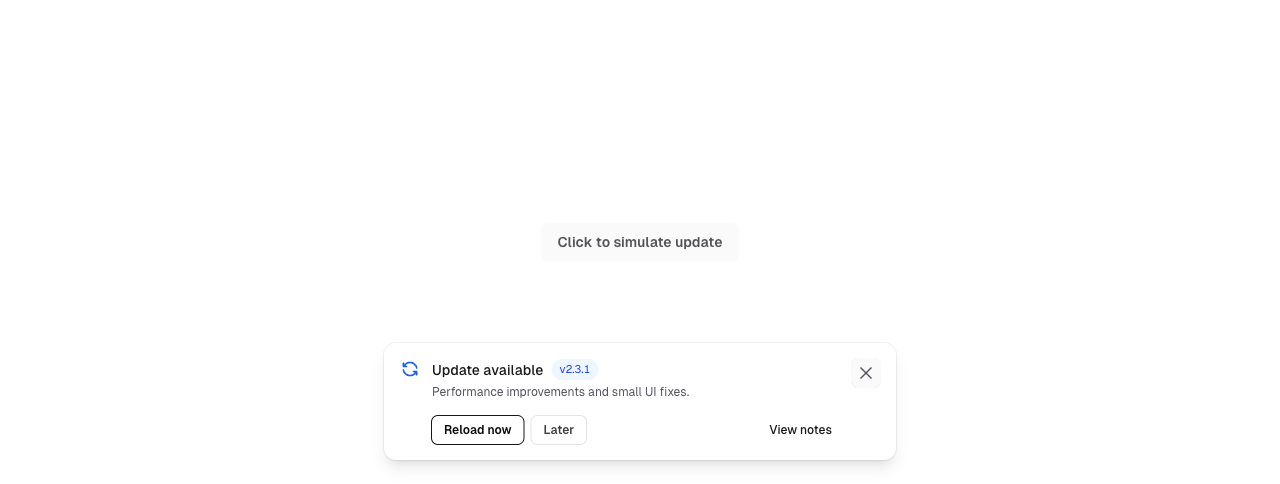 Click to simulate update
Update available v2.3.1
Performance improvements and small UI fixes.
Reload now Later View notes